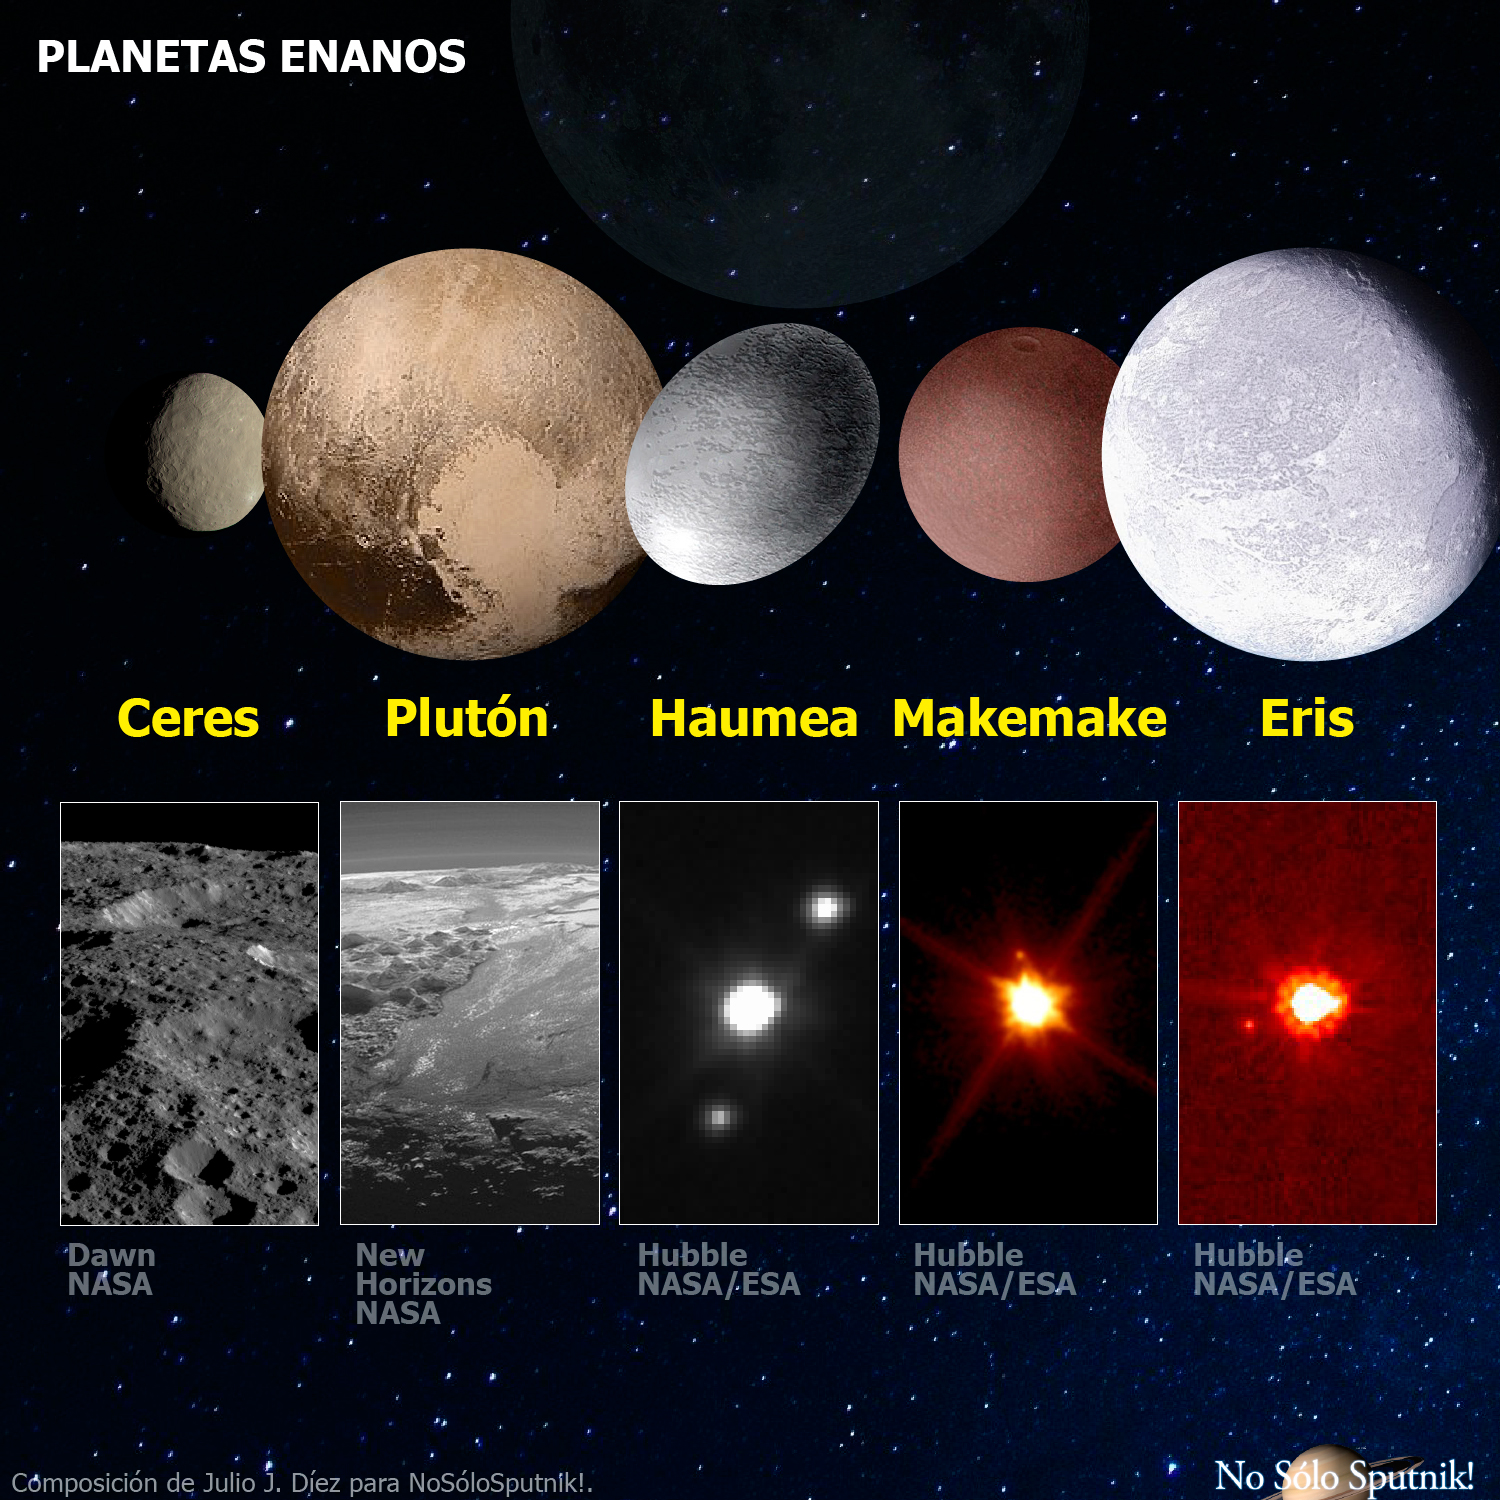 PLANETAS ENANOS
Ceres
Plutón
Haumea
Makemake
Eris
Dawn
NASA
New
Horizons
NASA
Hubble
NASA/ESA
Hubble
NASA/ESA
Hubble
NASA/ESA
Composición de Julio J. Díez para NoSóloSputnik!.
No Sólo Sputnik!